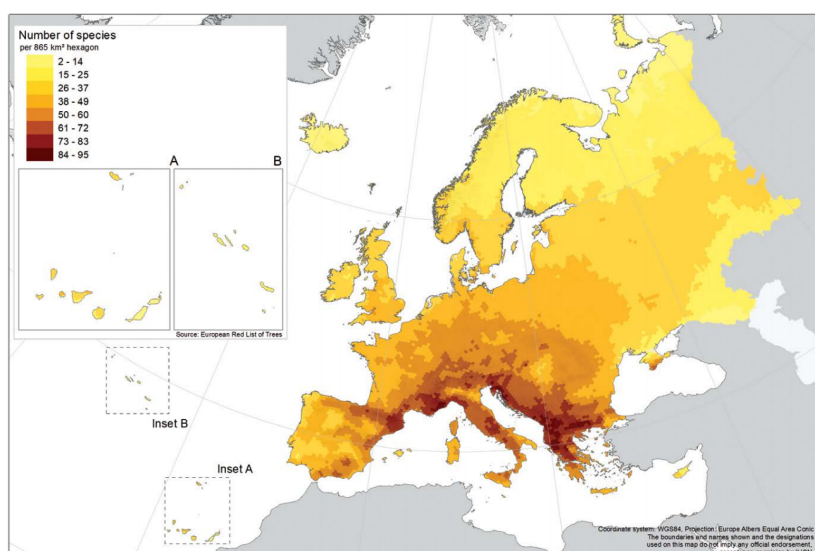 Number of species
per 865 km² hexagon
2 - 14
15 - 25
26 - 37
38 - 49
50 - 60
61 - 72
73 - 83
84 - 95
A
B
Source: European Red List of Trees
Inset B
Inset A
Coordinate system: WGS84, Projection: Europe Albers Equal Area Conic
The boundaries and names shown and the designations
used on this map do not imply any official endorsement,